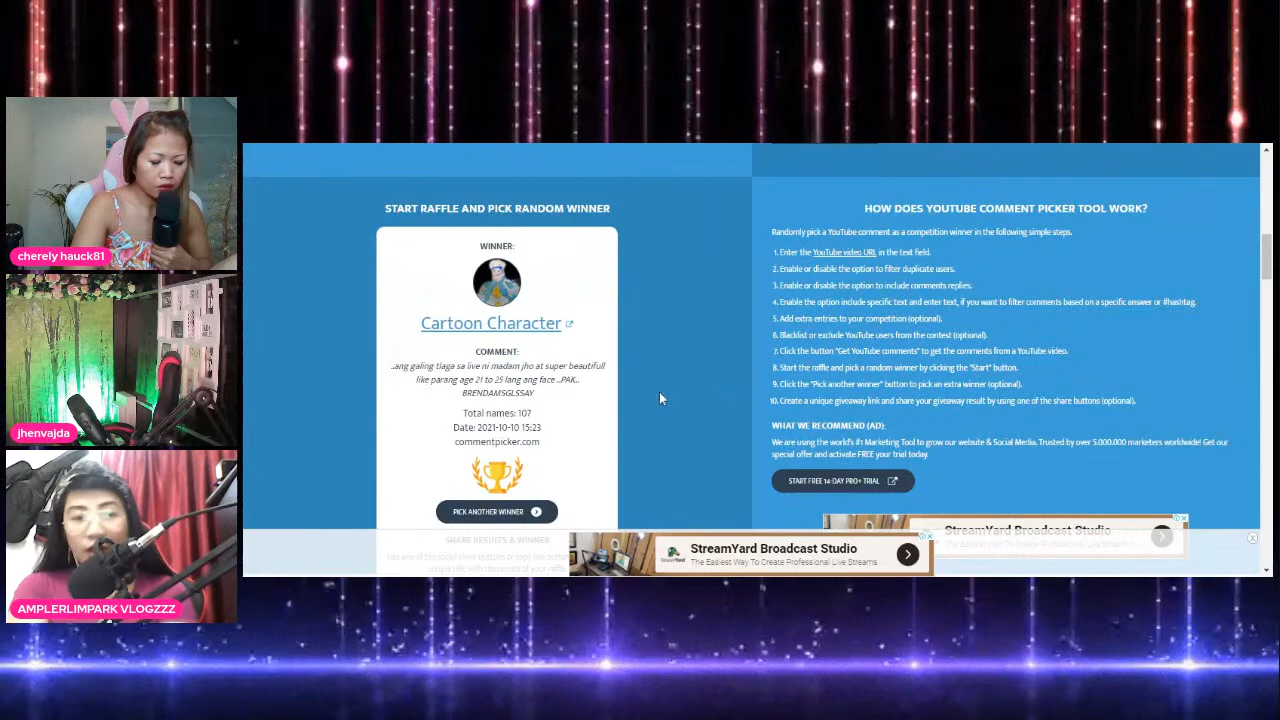 cherely hauck81
jhenvajda
AMPLERLIMPARK VLOGZZZ
START RAFFLE AND PICK RANDOM WINNER
WINNER:
Cartoon Character
COMMENT:
..ang galing tlaga sa live ni madam jho at super beautifull
like parang age 21 to 25 lang ang face ..PAK..
BRENDAMSGLSSAY
Total names: 107
Date: 2021-10-10 15:23
commentpicker.com
PICK ANOTHER WINNER
SHARE RESULTS & WINNER
HOW DOES YOUTUBE COMMENT PICKER TOOL WORK?
Randomly pick a YouTube comment as a competition winner in the following simple steps.
1. Enter the YouTube video URL in the text field.
2. Enable or disable the option to filter duplicate users.
3. Enable or disable the option to include comments replies.
4. Enable the option include specific text and enter text, if you want to filter comments based on a specific answer or #hashtag.
5. Add extra entries to your competition (optional).
6. Blacklist or exclude YouTube users from the contest (optional).
7. Click the button "Get YouTube comments" to get the comments from a YouTube video.
8. Start the raffle and pick a random winner by clicking the "Start" button.
9. Click the "Pick another winner" button to pick an extra winner (optional).
10. Create a unique giveaway link and share your giveaway result by using one of the share buttons (optional).
WHAT WE RECOMMEND (AD):
We are using the world's #1 Marketing Tool to grow our website & Social Media. Trusted by over 5.000.000 marketers worldwide! Get our
special offer and activate FREE your trial today.
START FREE 14-DAY PRO+ TRIAL
StreamYard Broadcast Studio
StreamYard Broadcast Studio
The Easiest Way To Create Professional Live Streams
StreamYard